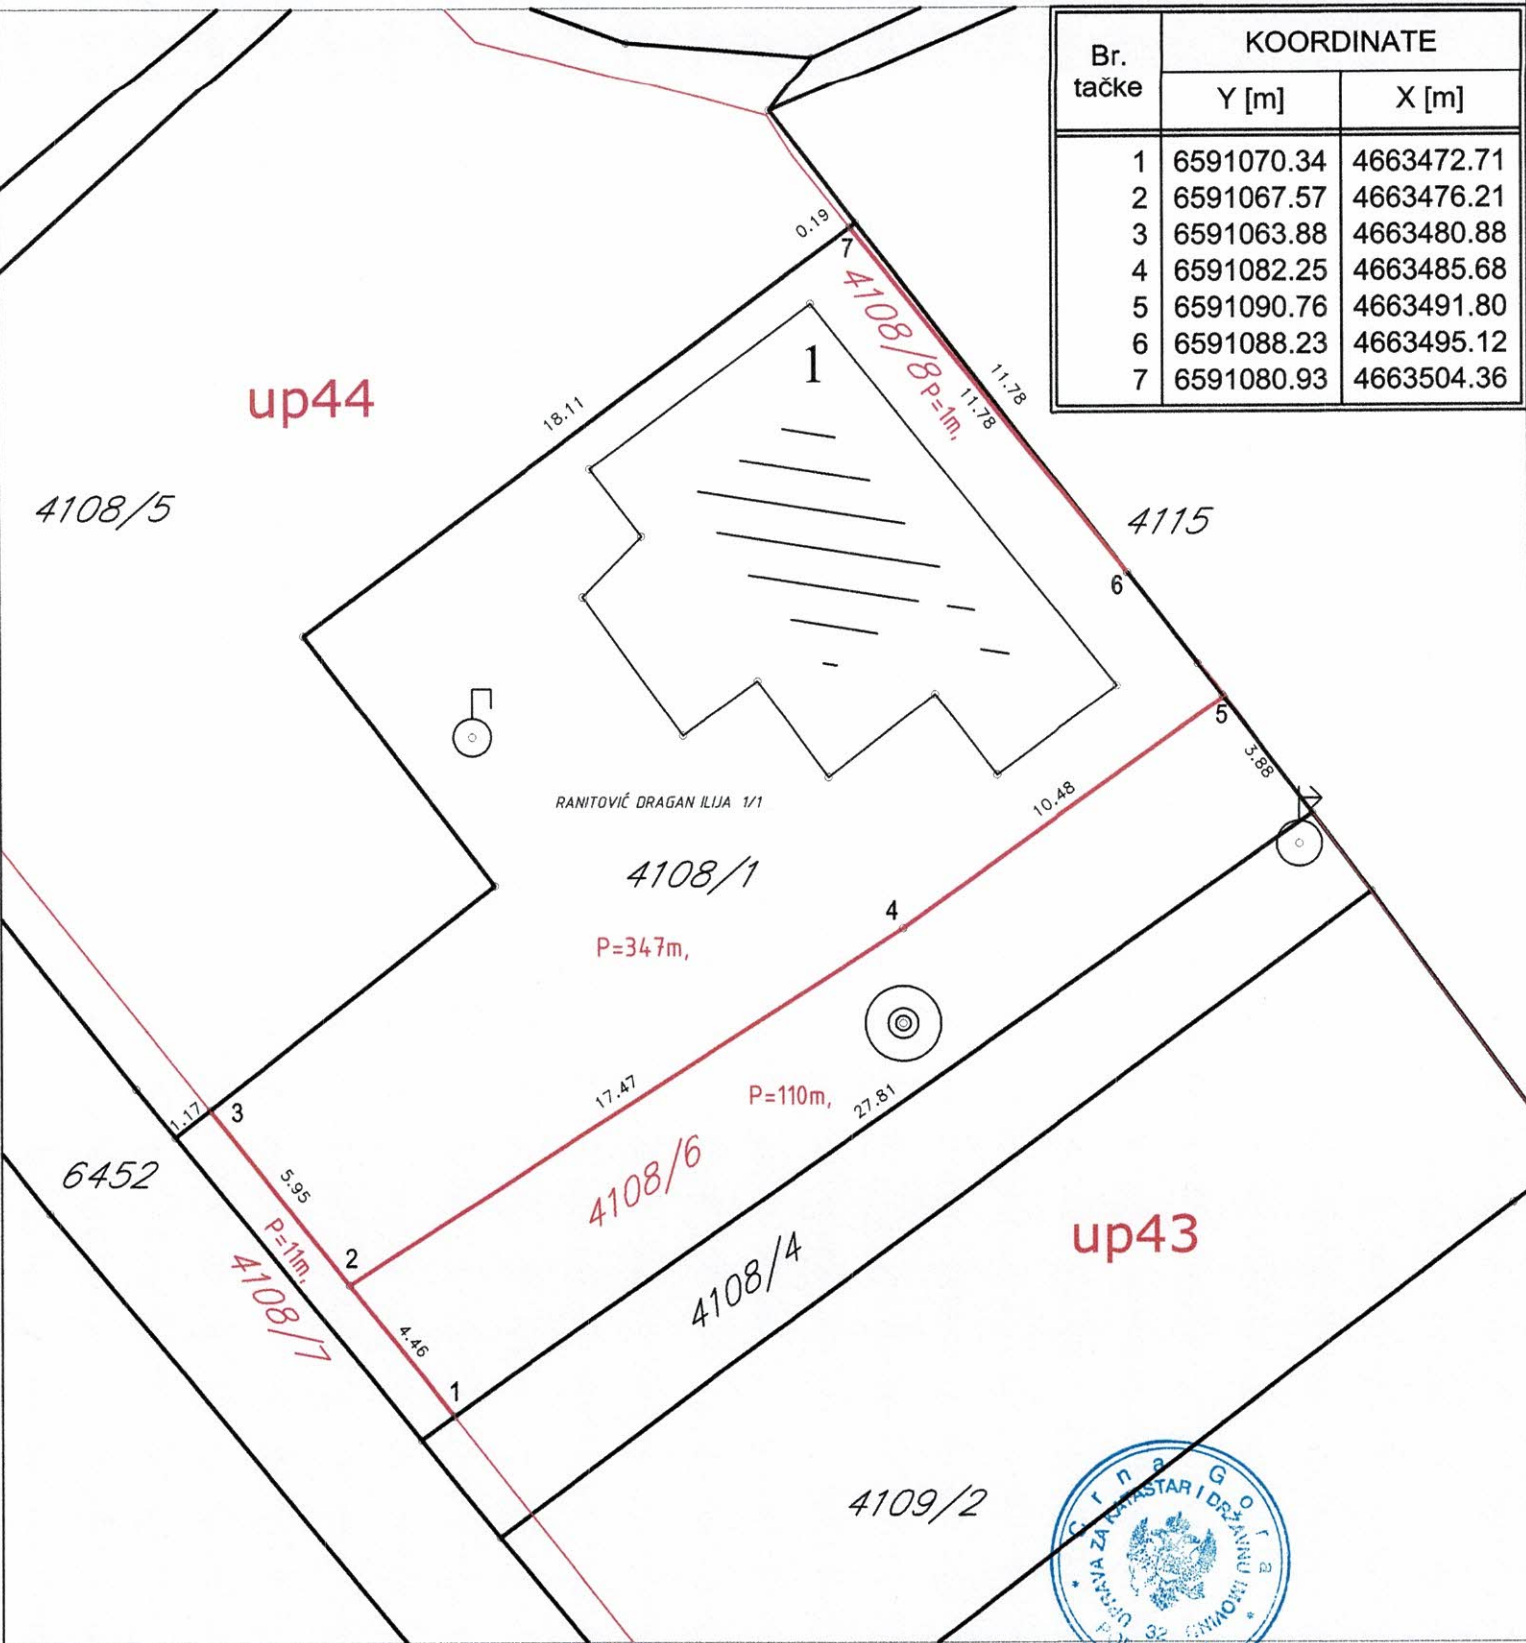 Br. tačke KOORDINATE
Y [m] X [m]
1 6591070.34 4663472.71
2 6591067.57 4663476.21
3 6591063.88 4663480.88
4 6591082.25 4663485.68
5 6591090.76 4663491.80
6 6591088.23 4663495.12
7 6591080.93 4663504.36
0.19
7
4108/8
P=1m,
11.78
11.78
1
up44
18.11
4108/5
4115
6
5
3.88
10.48
RANITOVIĆ DRAGAN ILIJA 1/1
4108/1
4
P=347m,
17.47
P=110m,
27.81
1.17
3
6452
5.95
4108/6
P=11m,
2
4108/7
up43
4108/4
4.46
1
4109/2
Crna Gora
UPRAVA ZA KATASTAR I DRŽAVNU IMOVINU
32